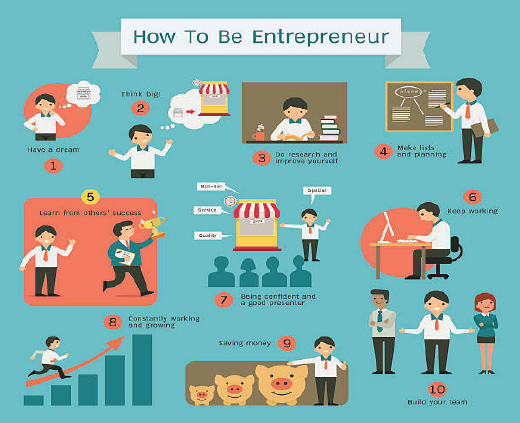 How To Be Entrepreneur
Have a dream
1
Think big!
2
3
Do research and
improve yourself
plans
4
Make lists
and planning
5
Learn from others' success
6
Keep working
Service
Quality
Special
7
Being confident and
a good presenter
8
Constantly working
and growing
Saving money
9
10
Build your team